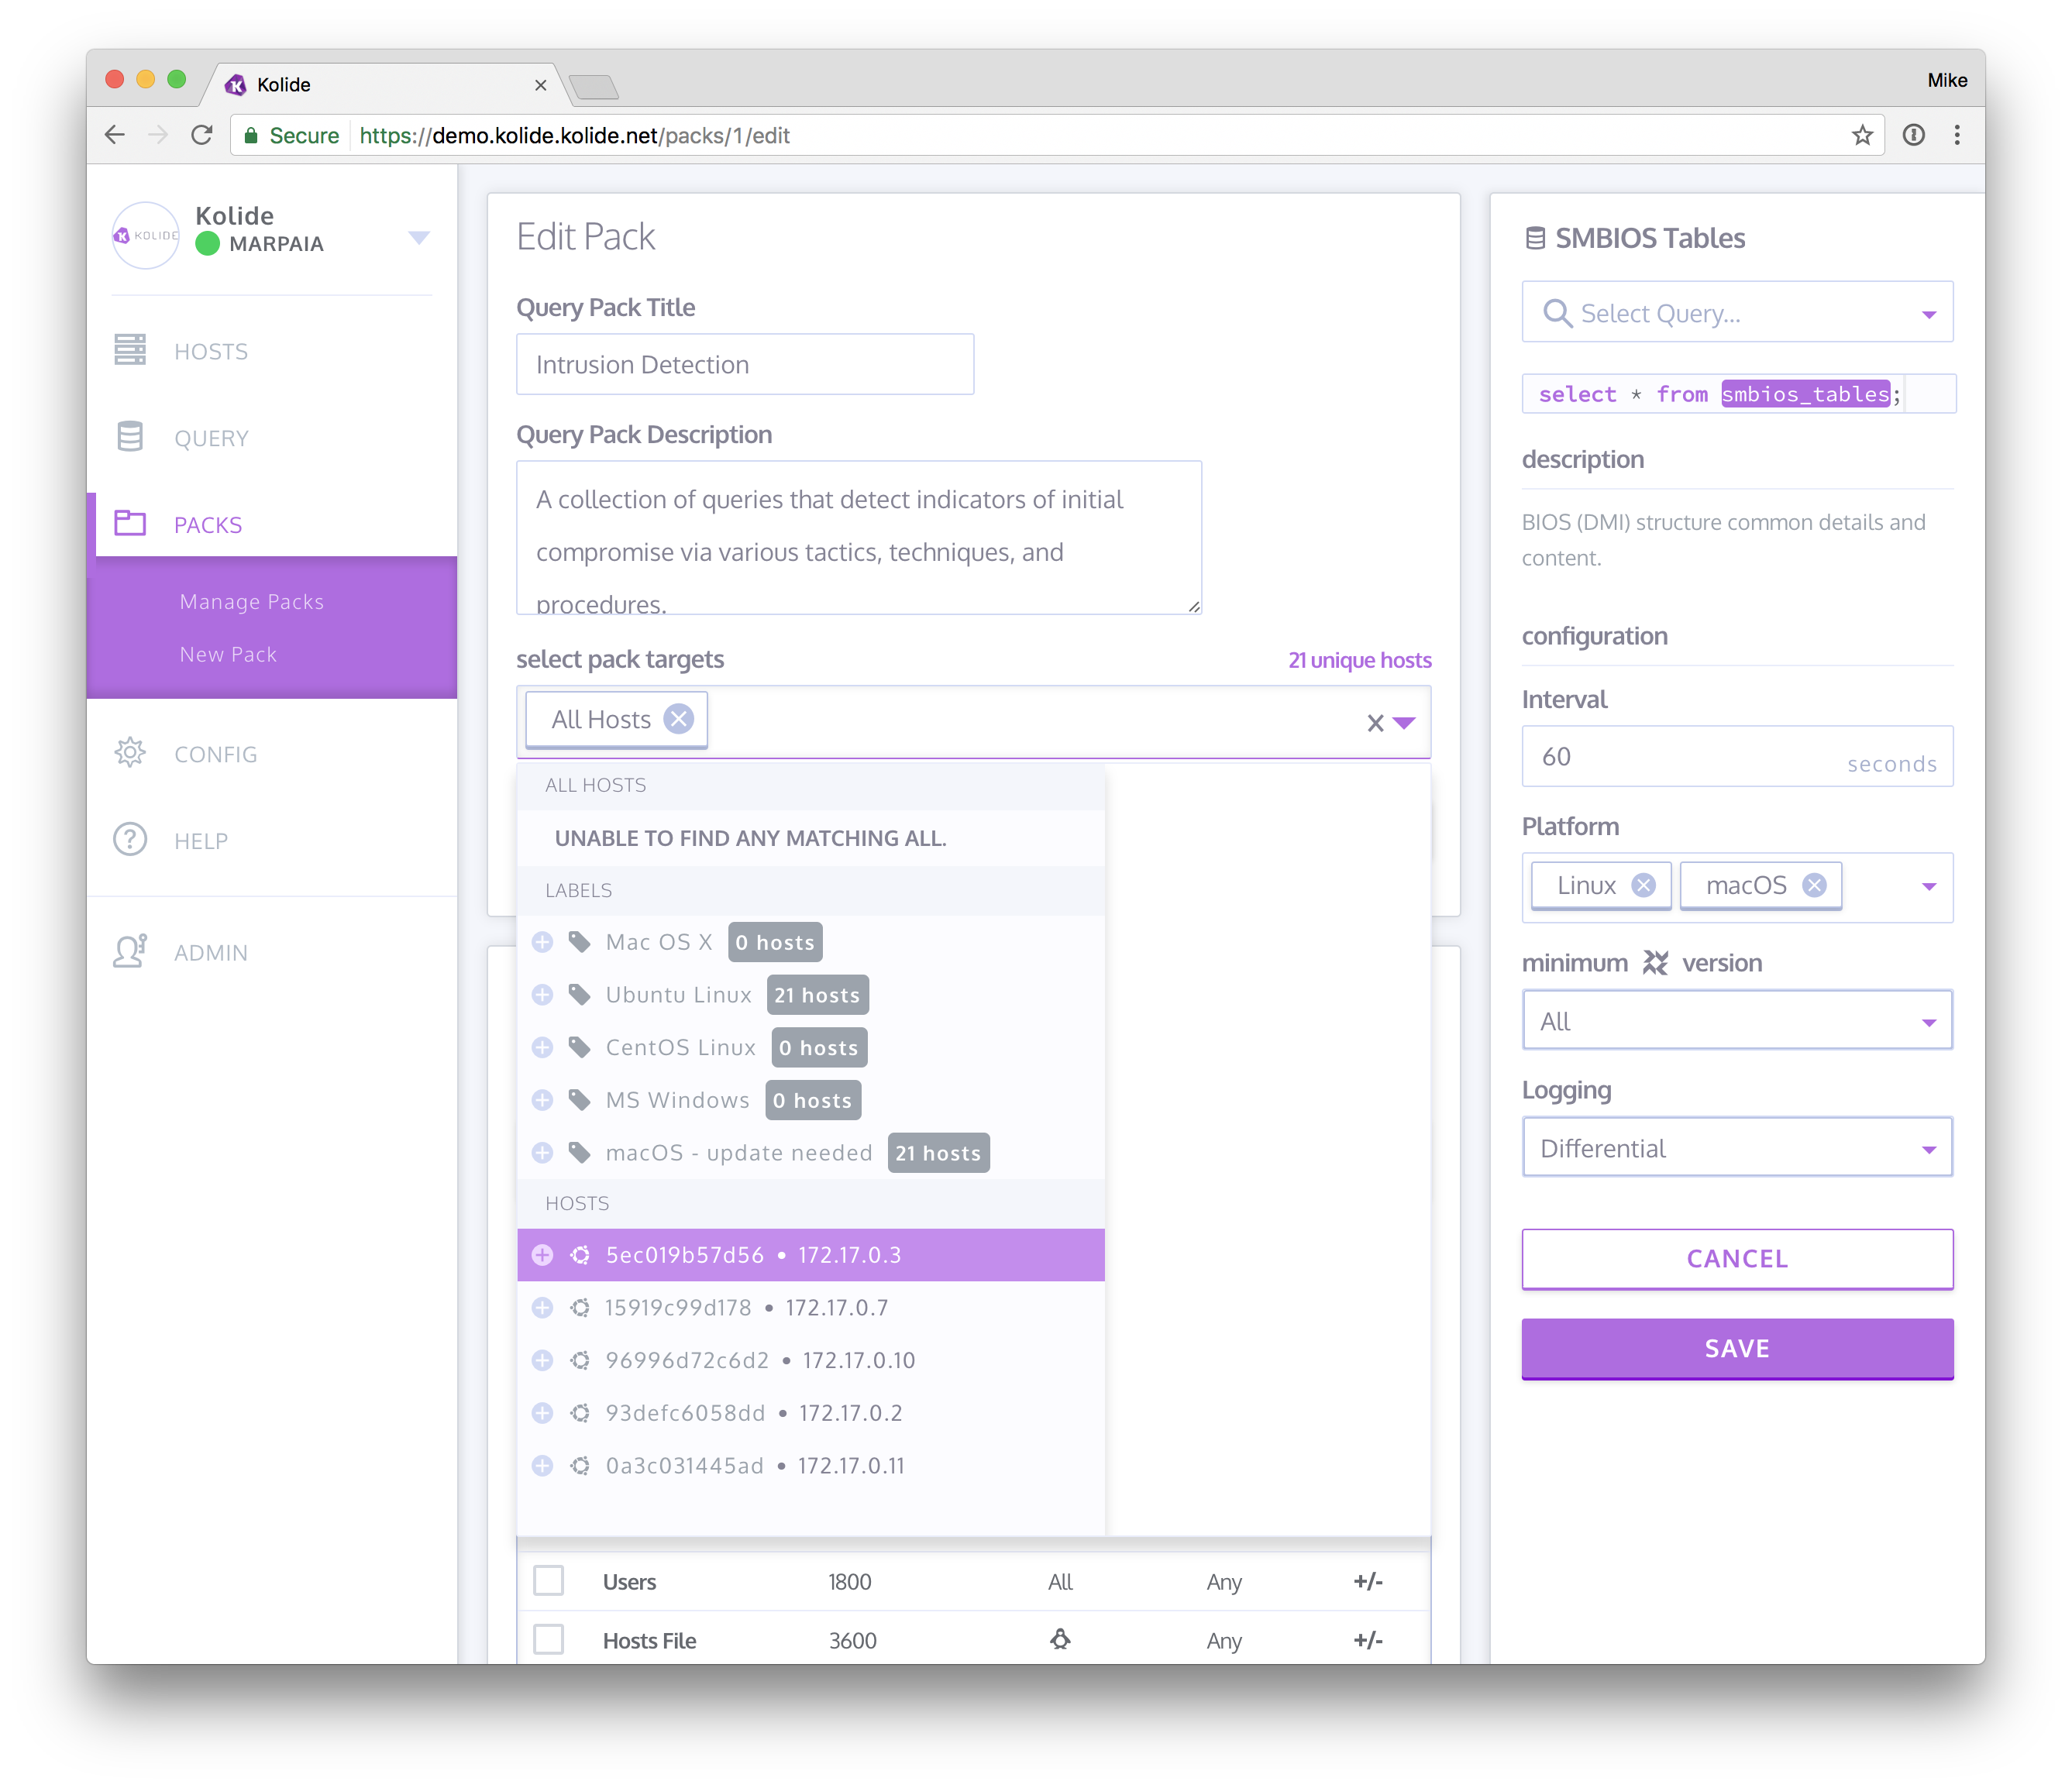 Kolide
Mike
Secure
https://demo.kolide.kolide.net/packs/1/edit
KOLIDE
Kolide
MARPAIA
HOSTS
QUERY
PACKS
Manage Packs
New Pack
CONFIG
HELP
ADMIN
Edit Pack
Query Pack Title
Intrusion Detection
Query Pack Description
A collection of queries that detect indicators of initial
compromise via various tactics, techniques, and
procedures.
select pack targets
21 unique hosts
All Hosts
ALL HOSTS
UNABLE TO FIND ANY MATCHING ALL.
LABELS
Mac OS X 0 hosts
Ubuntu Linux 21 hosts
CentOS Linux 0 hosts
MS Windows 0 hosts
macOS - update needed 21 hosts
HOSTS
5ec019b57d56 • 172.17.0.3
15919c99d178 • 172.17.0.7
96996d72c6d2 • 172.17.0.10
93defc6058dd • 172.17.0.2
0a3c031445ad • 172.17.0.11
Users 1800 All Any +/-
Hosts File 3600 Any +/-
SMBIOS Tables
Select Query...
select * from smbios_tables;
description
BIOS (DMI) structure common details and
content.
configuration
Interval
60 seconds
Platform
Linux macOS
minimum version
All
Logging
Differential
CANCEL
SAVE